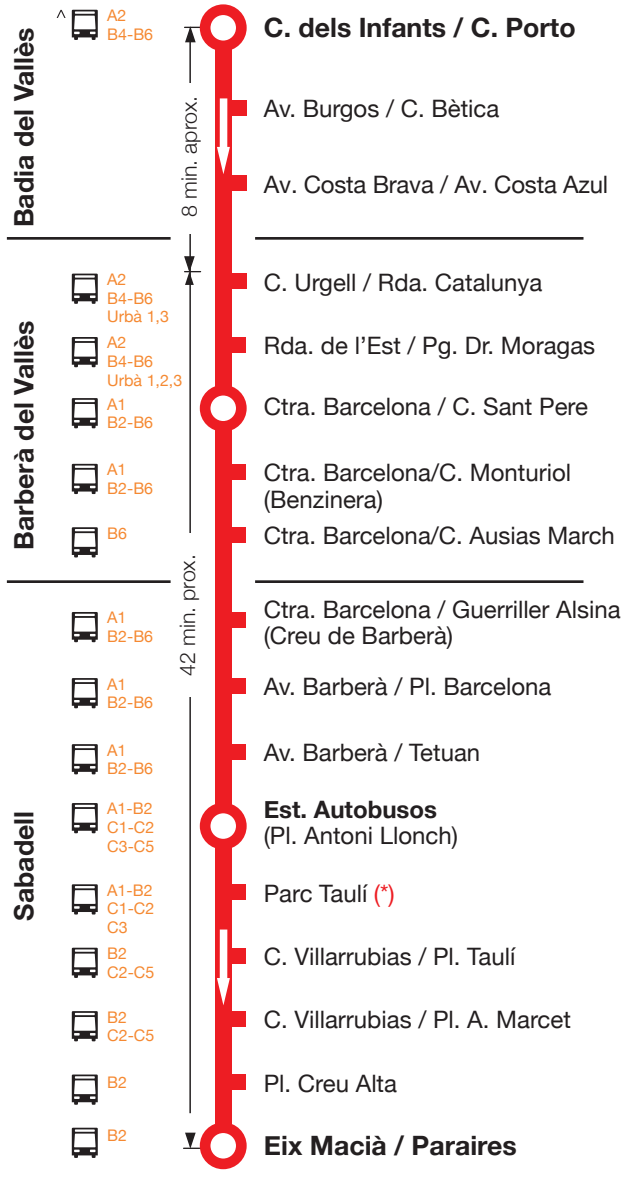 ^
A2
B4-B6
C. dels Infants / C. Porto
Av. Burgos / C. Bètica
Av. Costa Brava / Av. Costa Azul
Badia del Vallès
8 min. aprox.
A2
B4-B6
Urbà 1,3
C. Urgell / Rda. Catalunya
A2
B4-B6
Urbà 1,2,3
Rda. de l’Est / Pg. Dr. Moragas
A1
B2-B6
Ctra. Barcelona / C. Sant Pere
A1
B2-B6
Ctra. Barcelona/C. Monturiol
(Benzinera)
B6
Ctra. Barcelona/C. Ausias March
Barberà del Vallès
42 min. prox.
A1
B2-B6
Ctra. Barcelona / Guerriller Alsina
(Creu de Barberà)
A1
B2-B6
Av. Barberà / Pl. Barcelona
A1
B2-B6
Av. Barberà / Tetuan
A1-B2
C1-C2
C3-C5
Est. Autobusos
(Pl. Antoni Llonch)
A1-B2
C1-C2
C3
Parc Taulí (*)
B2
C2-C5
C. Villarrubias / Pl. Taulí
B2
C2-C5
C. Villarrubias / Pl. A. Marcet
B2
Pl. Creu Alta
B2
Eix Macià / Paraires
Sabadell